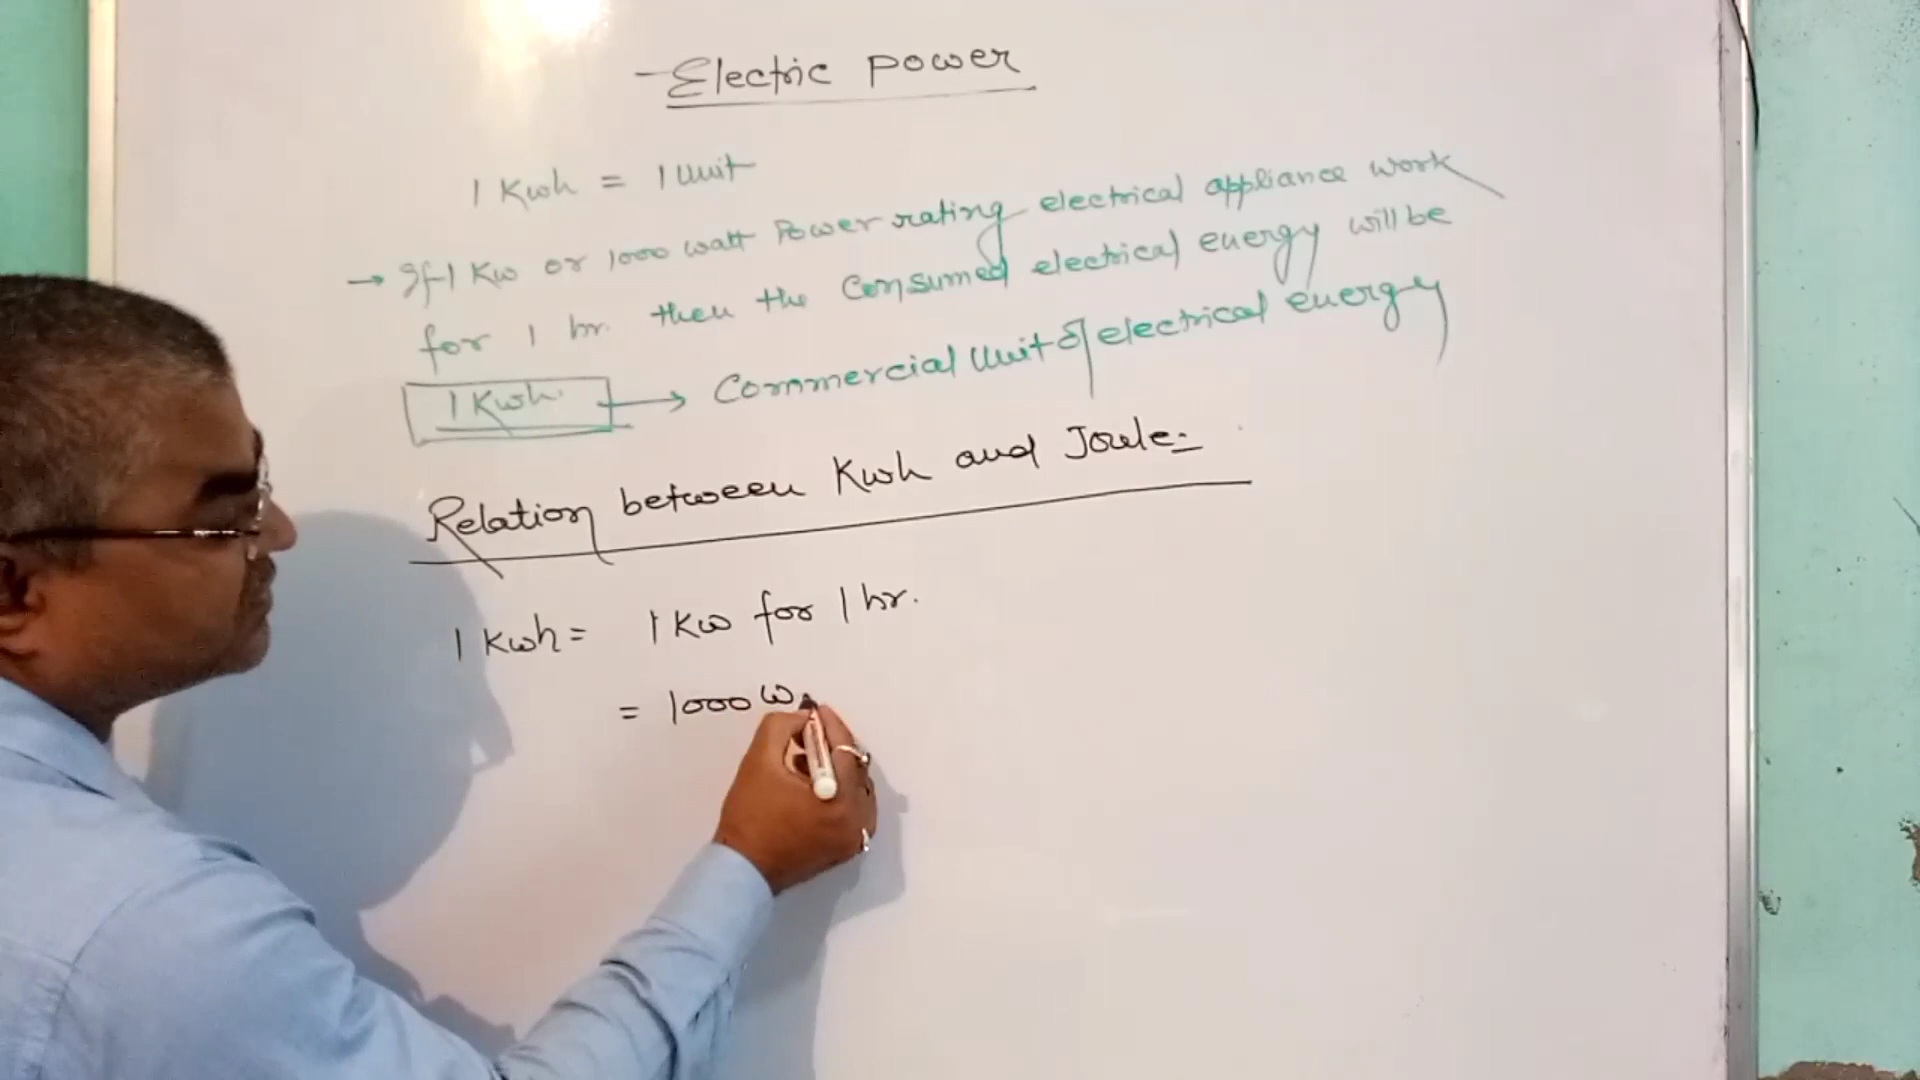 Electric power
1 Kwh = 1 Unit
→ If 1 Kw or 1000 watt Power rating electrical appliance work
for 1 hr. then the Consumed electrical energy will be
1 Kwh. → Commercial Unit of electrical energy
Relation between Kwh and Joule:-
1 Kwh = 1 Kw for 1 hr.
= 1000 W